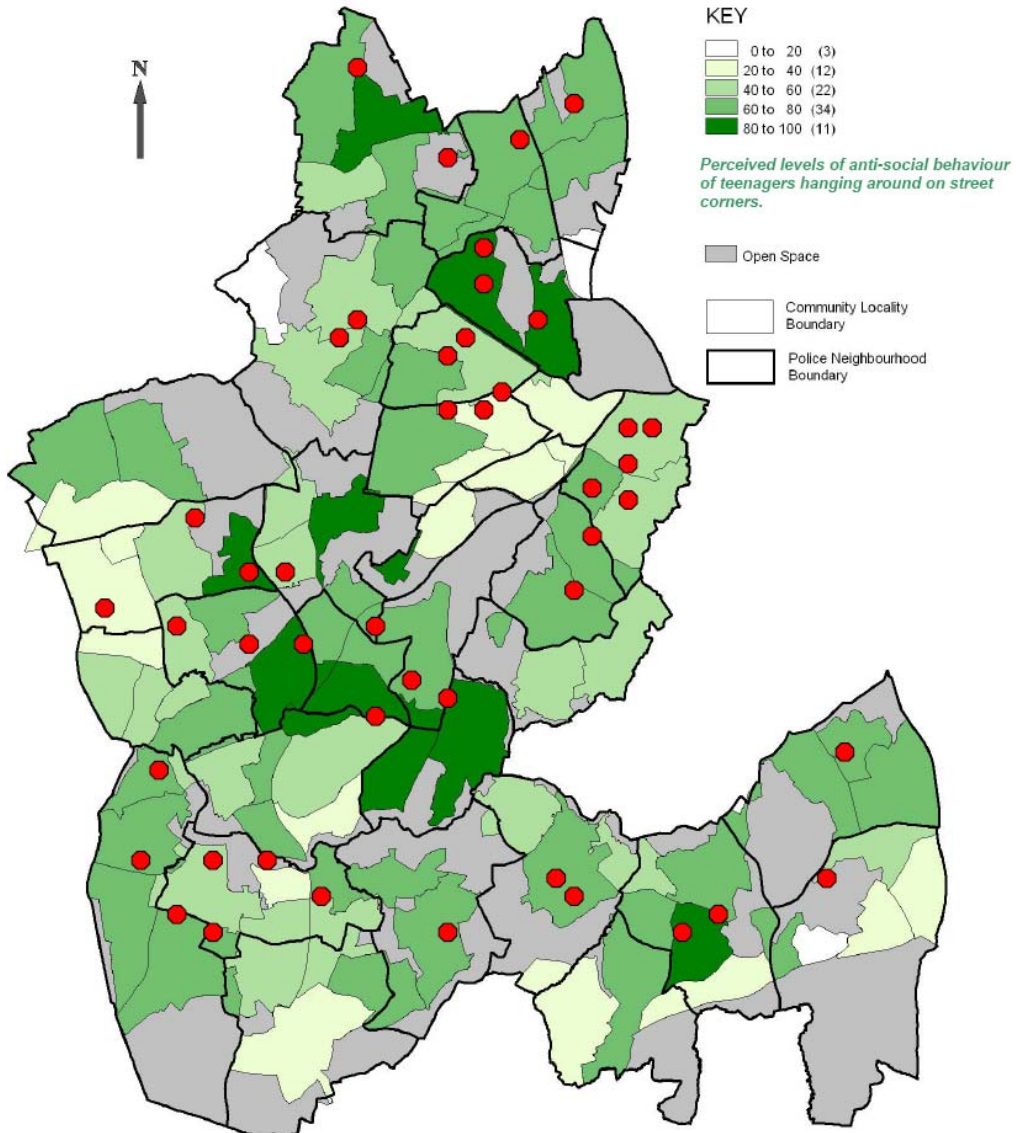 KEY
0 to 20 (3)
20 to 40 (12)
40 to 60 (22)
60 to 80 (34)
80 to 100 (11)
Perceived levels of anti-social behaviour
of teenagers hanging around on street
corners.
Open Space
Community Locality
Boundary
Police Neighbourhood
Boundary
N